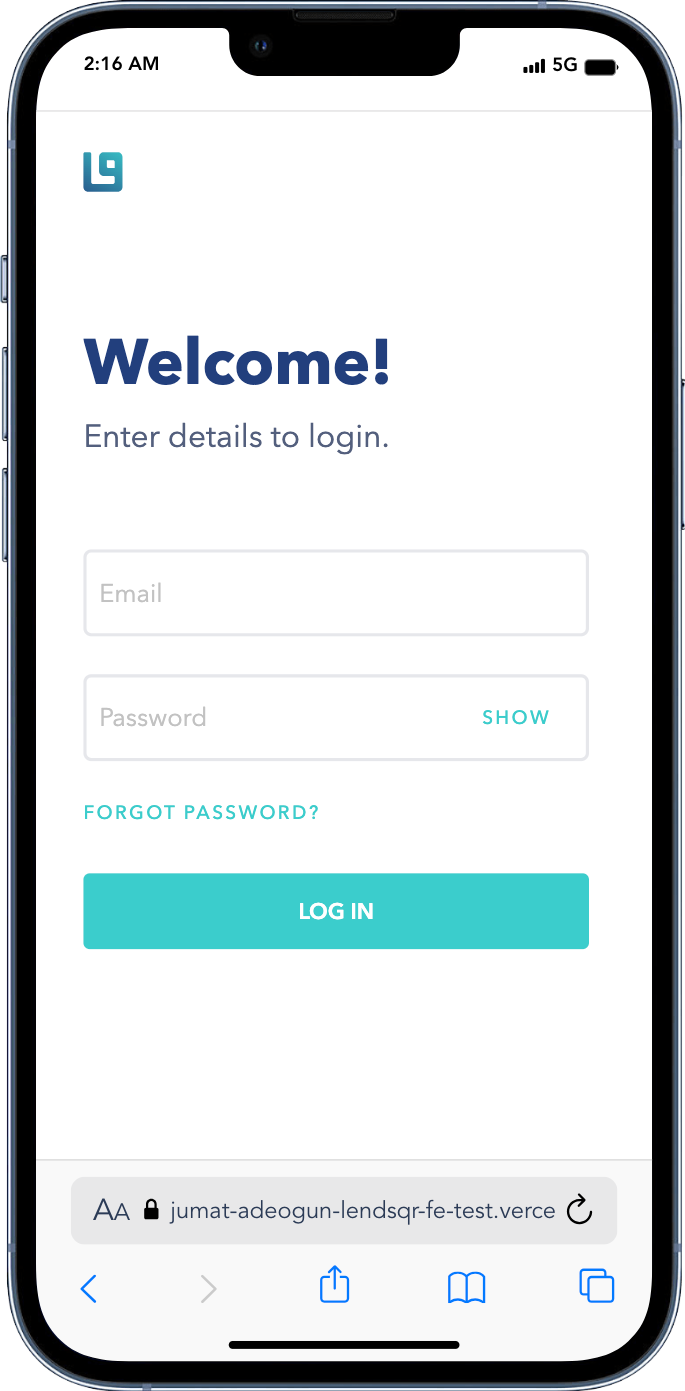 2:16 AM 5G
Welcome!
Enter details to login.
Email
Password SHOW
FORGOT PASSWORD?
LOG IN
AA jumat-adeogun-lendsqr-fe-test.verce